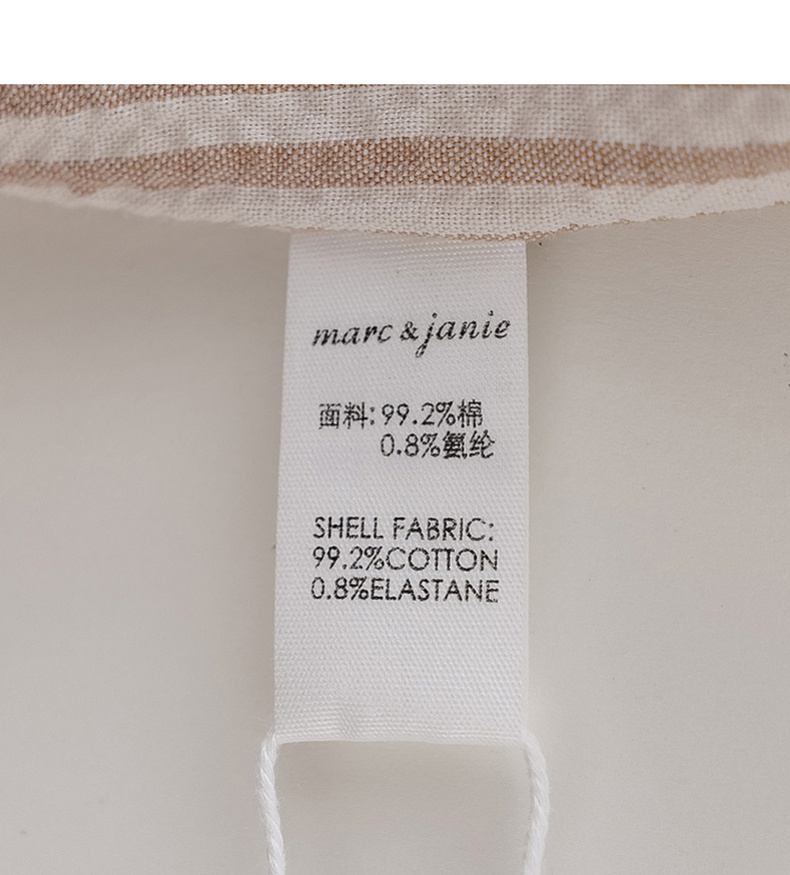 marc & janie
面料: 99.2%棉
0.8%氨纶
SHELL FABRIC:
99.2%COTTON
0.8%ELASTANE